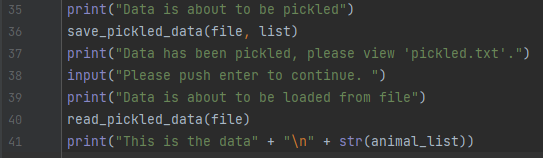 35 print("Data is about to be pickled")
36 save_pickled_data(file, list)
37 print("Data has been pickled, please view 'pickled.txt'.")
38 input("Please push enter to continue. ")
39 print("Data is about to be loaded from file")
40 read_pickled_data(file)
41 print("This is the data" + "\n" + str(animal_list))